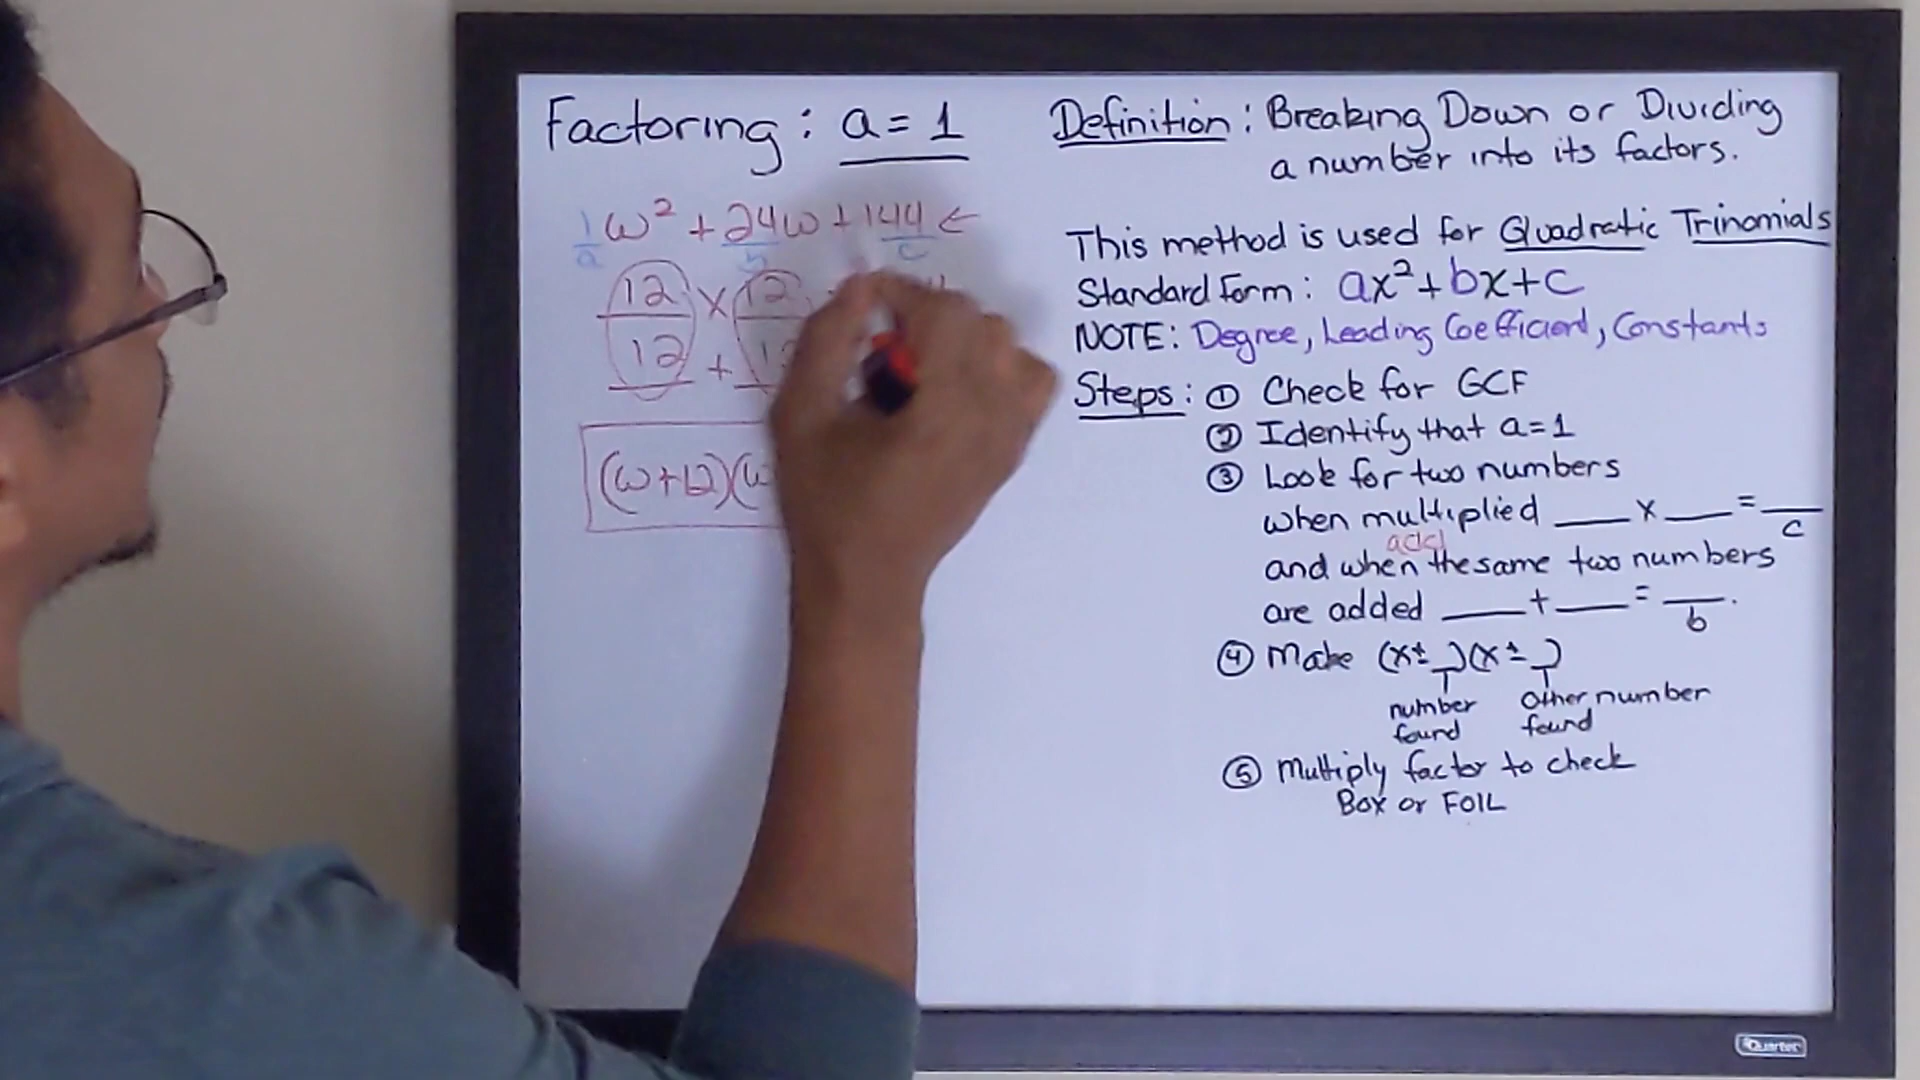 Factoring : a = 1
1 w² + 24w + 144 ←
a b c
12 x 12
12 +
(w+12)(w
Definition : Breaking Down or Dividing
a number into its factors.
This method is used for Quadratic Trinomials
Standard Form : ax²+bx+c
NOTE: Degree, Leading Coefficient, Constants
Steps: ① Check for GCF
② Identify that a=1
③ Look for two numbers
when multiplied ___ x ___ = ___
c
add
and when the same two numbers
are added ___ + ___ = ___.
b
④ Make (x± _)(x± _)
number other number
found found
⑤ Multiply factor to check
Box or FOIL
Quartet